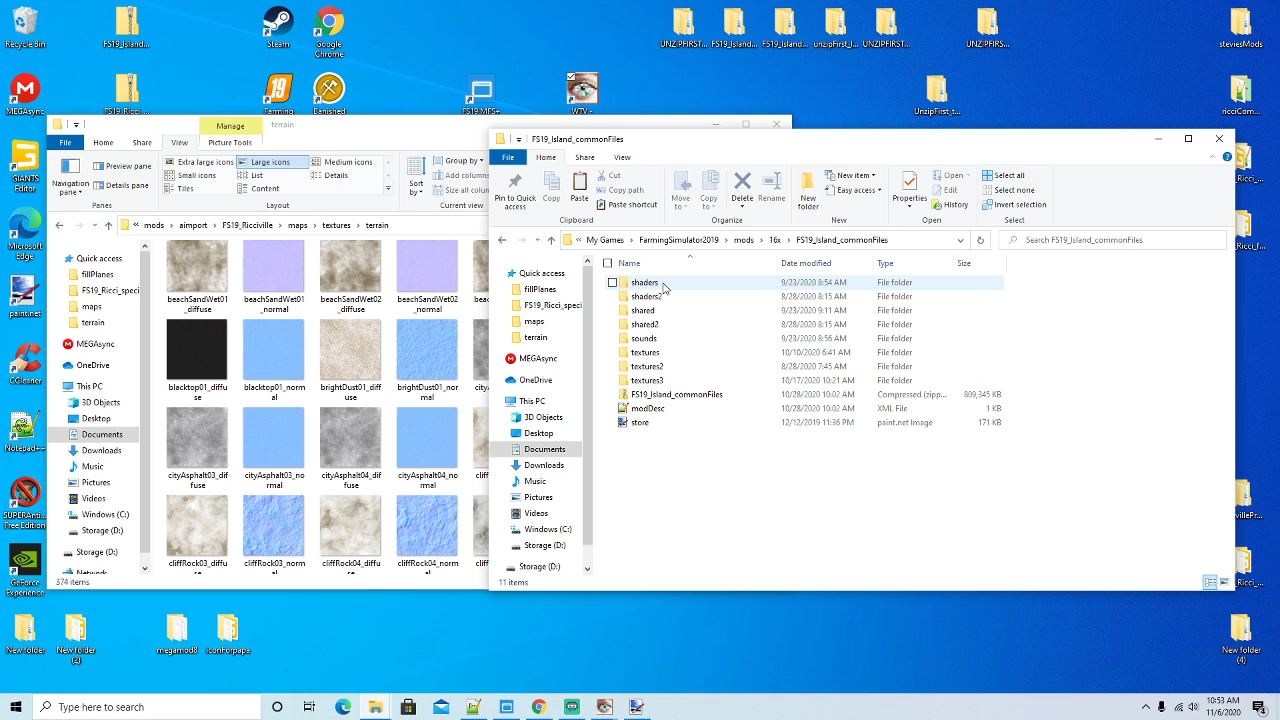 Recycle Bin
FS19_Island...
Steam
Google Chrome
UNZIPFIRST...
FS19_Island...
FS19_Island...
unzipFirst_I...
UNZIPFIRST...
UNZIPFIRS...
steviesMods
MEGAsync
FS19_Ricci_...
Farming
Banished
FS19 MFS+
WTV -
UnzipFirst_t...
ricciCom...
GIANTS Editor
Microsoft Edge
paint.net
CCleaner
Notepad++
SUPERAnti... Free Edition
GeForce Experience
New folder
New folder (2)
megamod8
iconForpapa
New folder (4)
Manage
terrain
File
Home
Share
View
Picture Tools
Navigation pane
Preview pane
Details pane
Panes
Extra large icons
Large icons
Medium icons
Small icons
List
Details
Tiles
Content
Layout
Sort by
Group by
Add columns
Size all colun
Current view
mods > aimport > FS19_Ricciville > maps > textures > terrain
Quick access
fillPlanes
FS19_Ricci_speci
maps
terrain
MEGAsync
OneDrive
This PC
3D Objects
Desktop
Documents
Downloads
Music
Pictures
Videos
Windows (C:)
Storage (D:)
Storage (D:)
Network
374 items
beachSandWet01_diffuse
beachSandWet01_normal
beachSandWet02_diffuse
beachSandWet02_normal
blacktop01_diffuse
blacktop01_normal
brightDust01_diffuse
brightDust01_normal
cityAsphalt03_diffuse
cityAsphalt03_normal
cityAsphalt04_diffuse
cityAsphalt04_normal
cliffRock03_diffuse
cliffRock03_normal
cliffRock04_diffuse
cliffRock04_normal
FS19_Island_commonFiles
File
Home
Share
View
Pin to Quick access
Copy
Paste
Cut
Copy path
Paste shortcut
Clipboard
Move to
Copy to
Delete
Rename
Organize
New folder
New item
Easy access
New
Properties
Open
Edit
History
Open
Select all
Select none
Invert selection
Select
« My Games > FarmingSimulator2019 > mods > 16x > FS19_Island_commonFiles
Search FS19_Island_commonFiles
Quick access
fillPlanes
FS19_Ricci_speci
maps
terrain
MEGAsync
OneDrive
This PC
3D Objects
Desktop
Documents
Downloads
Music
Pictures
Videos
Windows (C:)
Storage (D:)
Storage (D:)
Name Date modified Type Size
shaders 9/23/2020 8:54 AM File folder
shaders2 8/28/2020 8:15 AM File folder
shared 9/23/2020 9:11 AM File folder
shared2 8/28/2020 8:15 AM File folder
sounds 9/23/2020 8:56 AM File folder
textures 10/10/2020 6:41 AM File folder
textures2 8/28/2020 7:45 AM File folder
textures3 10/17/2020 10:21 AM File folder
FS19_Island_commonFiles 10/28/2020 10:02 AM Compressed (zipp... 809,345 KB
modDesc 10/28/2020 10:02 AM XML File 1 KB
store 12/12/2019 11:36 PM paint.net Image 171 KB
11 items
Type here to search
10:53 AM
11/6/2020
4